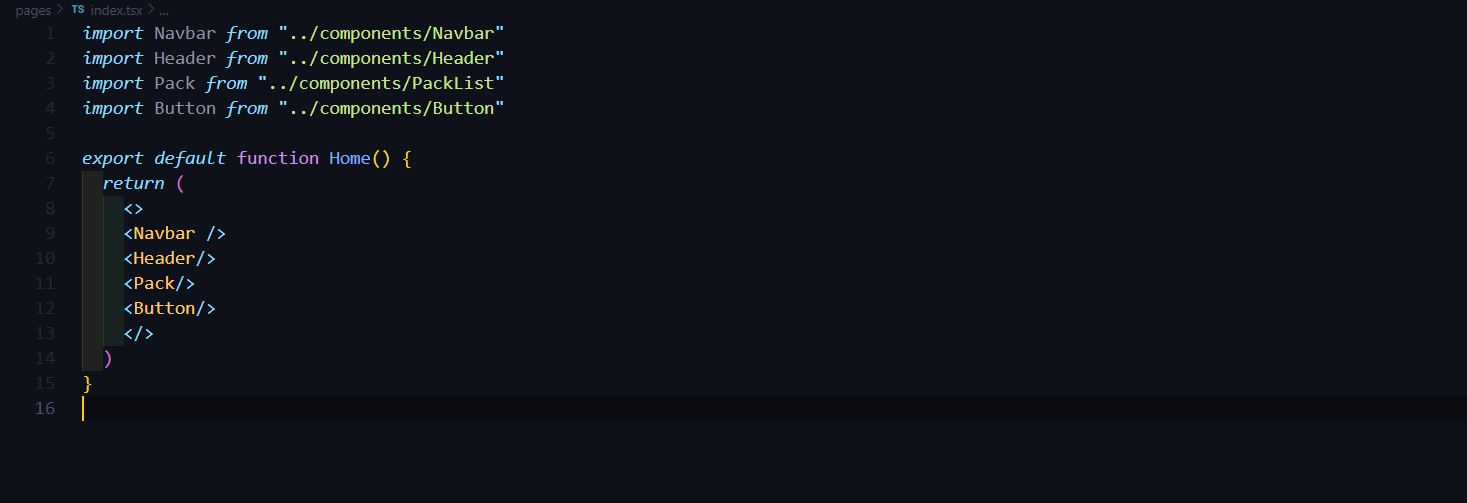 pages > TS index.tsx > ...
1 import Navbar from "../components/Navbar"
2 import Header from "../components/Header"
3 import Pack from "../components/PackList"
4 import Button from "../components/Button"
5
6 export default function Home() {
7   return (
8     <>
9     <Navbar />
10     <Header/>
11     <Pack/>
12     <Button/>
13     </>
14   )
15 }
16